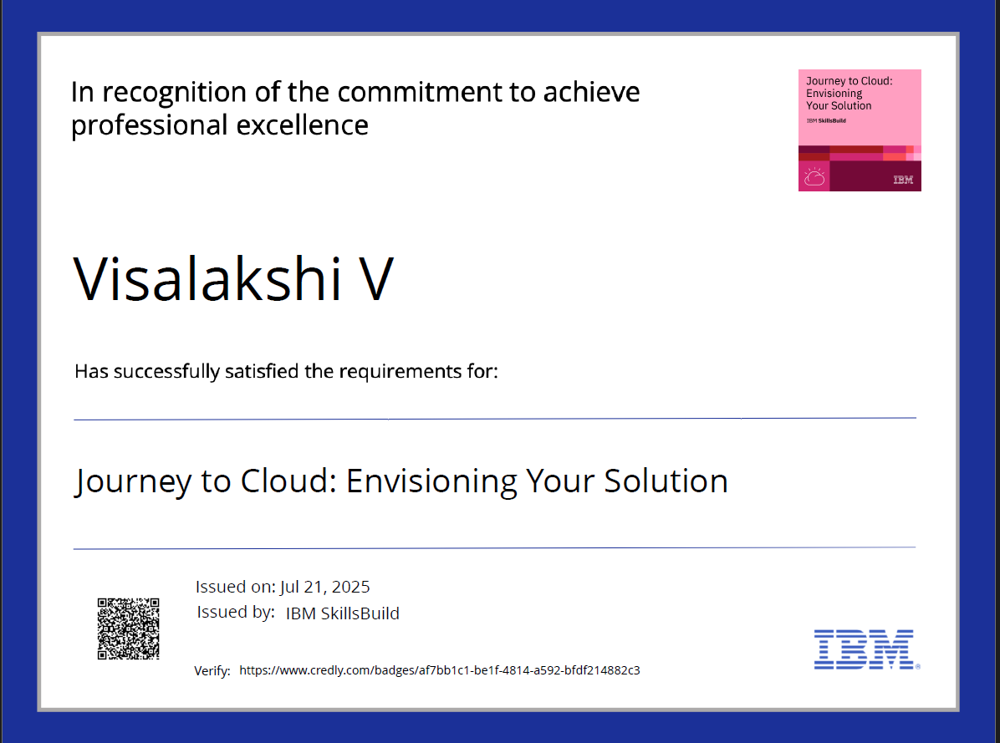 In recognition of the commitment to achieve
professional excellence
Journey to Cloud:
Envisioning
Your Solution
IBM SkillsBuild
IBM
Visalakshi V
Has successfully satisfied the requirements for:
Journey to Cloud: Envisioning Your Solution
Issued on: Jul 21, 2025
Issued by: IBM SkillsBuild
Verify: https://www.credly.com/badges/af7bb1c1-be1f-4814-a592-bfdf214882c3
IBM®